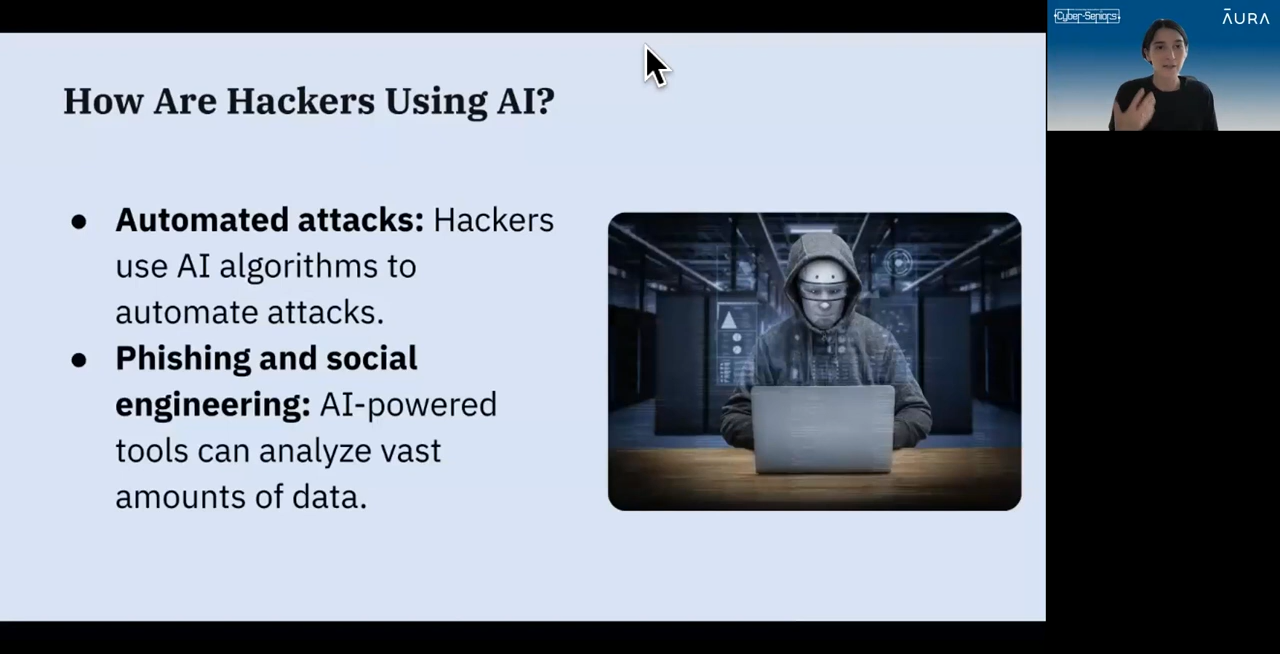 How Are Hackers Using AI?
● Automated attacks: Hackers
use AI algorithms to
automate attacks.
● Phishing and social
engineering: AI-powered
tools can analyze vast
amounts of data.
Cyber-Seniors
ĀURA